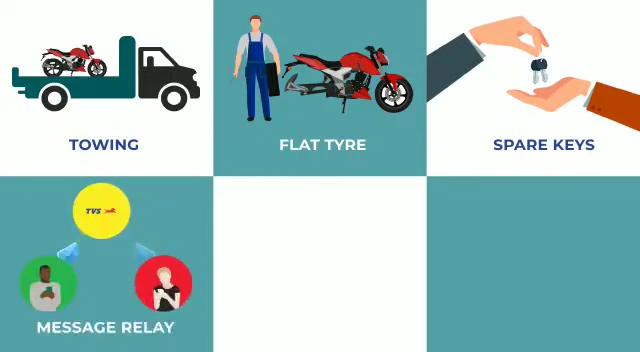 TOWING
FLAT TYRE
SPARE KEYS
TVS
MESSAGE RELAY